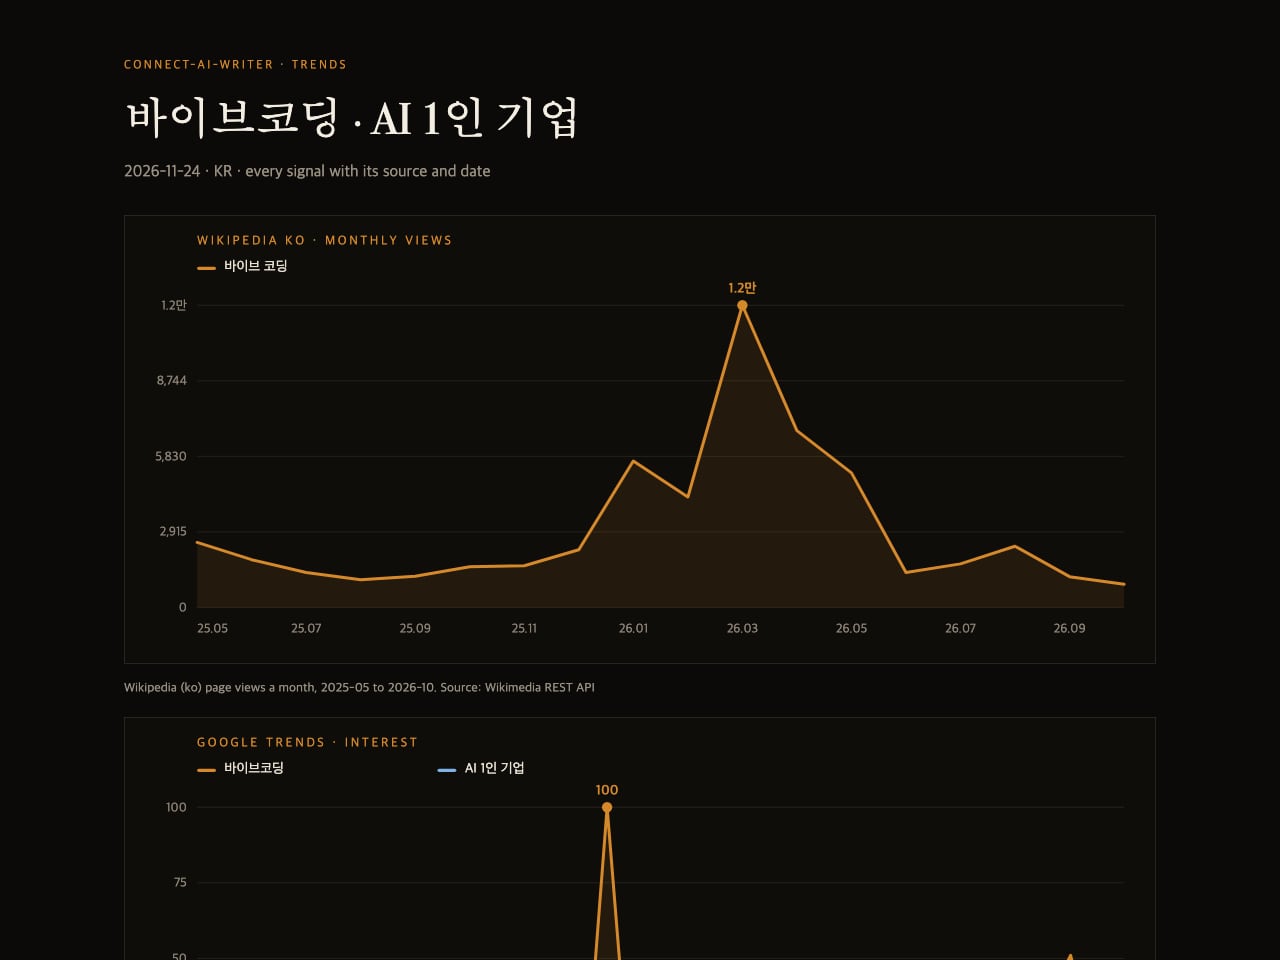 CONNECT-AI-WRITER · TRENDS
바이브코딩 · AI 1인 기업
2026-11-24 · KR · every signal with its source and date
WIKIPEDIA KO · MONTHLY VIEWS
바이브 코딩
1.2만
1.2만
8,744
5,830
2,915
0
25.05 25.07 25.09 25.11 26.01 26.03 26.05 26.07 26.09
Wikipedia (ko) page views a month, 2025-05 to 2026-10. Source: Wikimedia REST API
GOOGLE TRENDS · INTEREST
바이브코딩 AI 1인 기업
100
100
75
50